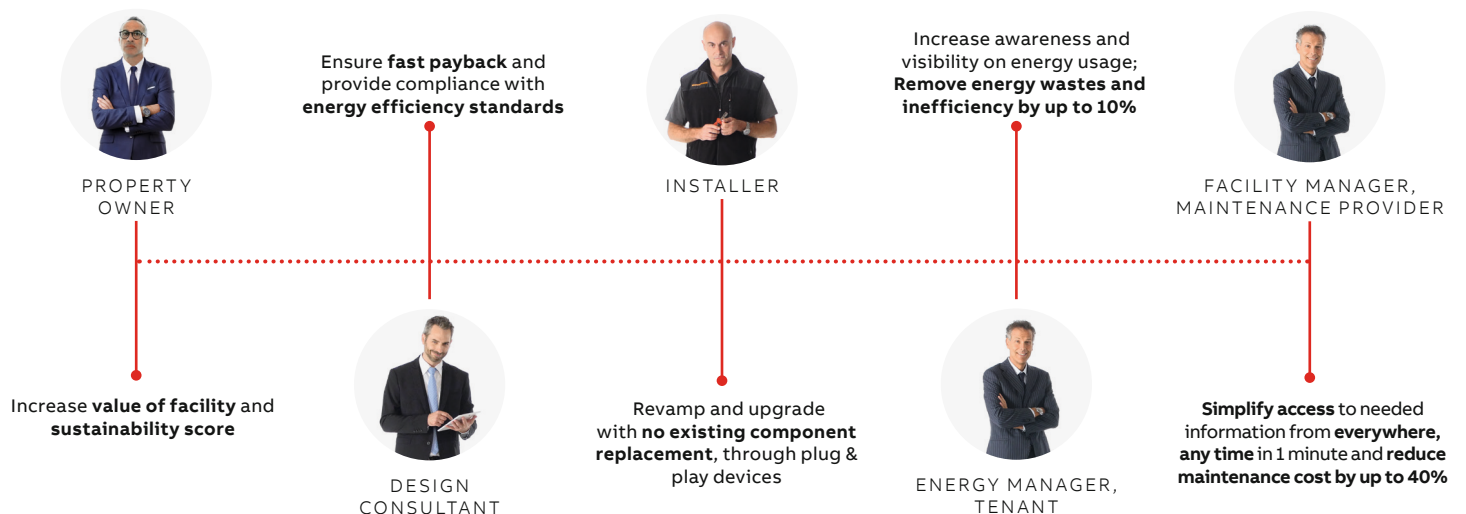 PROPERTY
OWNER
Increase value of facility and
sustainability score
Ensure fast payback and
provide compliance with
energy efficiency standards
DESIGN
CONSULTANT
INSTALLER
Revamp and upgrade
with no existing component
replacement, through plug &
play devices
Increase awareness and
visibility on energy usage;
Remove energy wastes and
inefficiency by up to 10%
ENERGY MANAGER,
TENANT
FACILITY MANAGER,
MAINTENANCE PROVIDER
Simplify access to needed
information from everywhere,
any time in 1 minute and reduce
maintenance cost by up to 40%